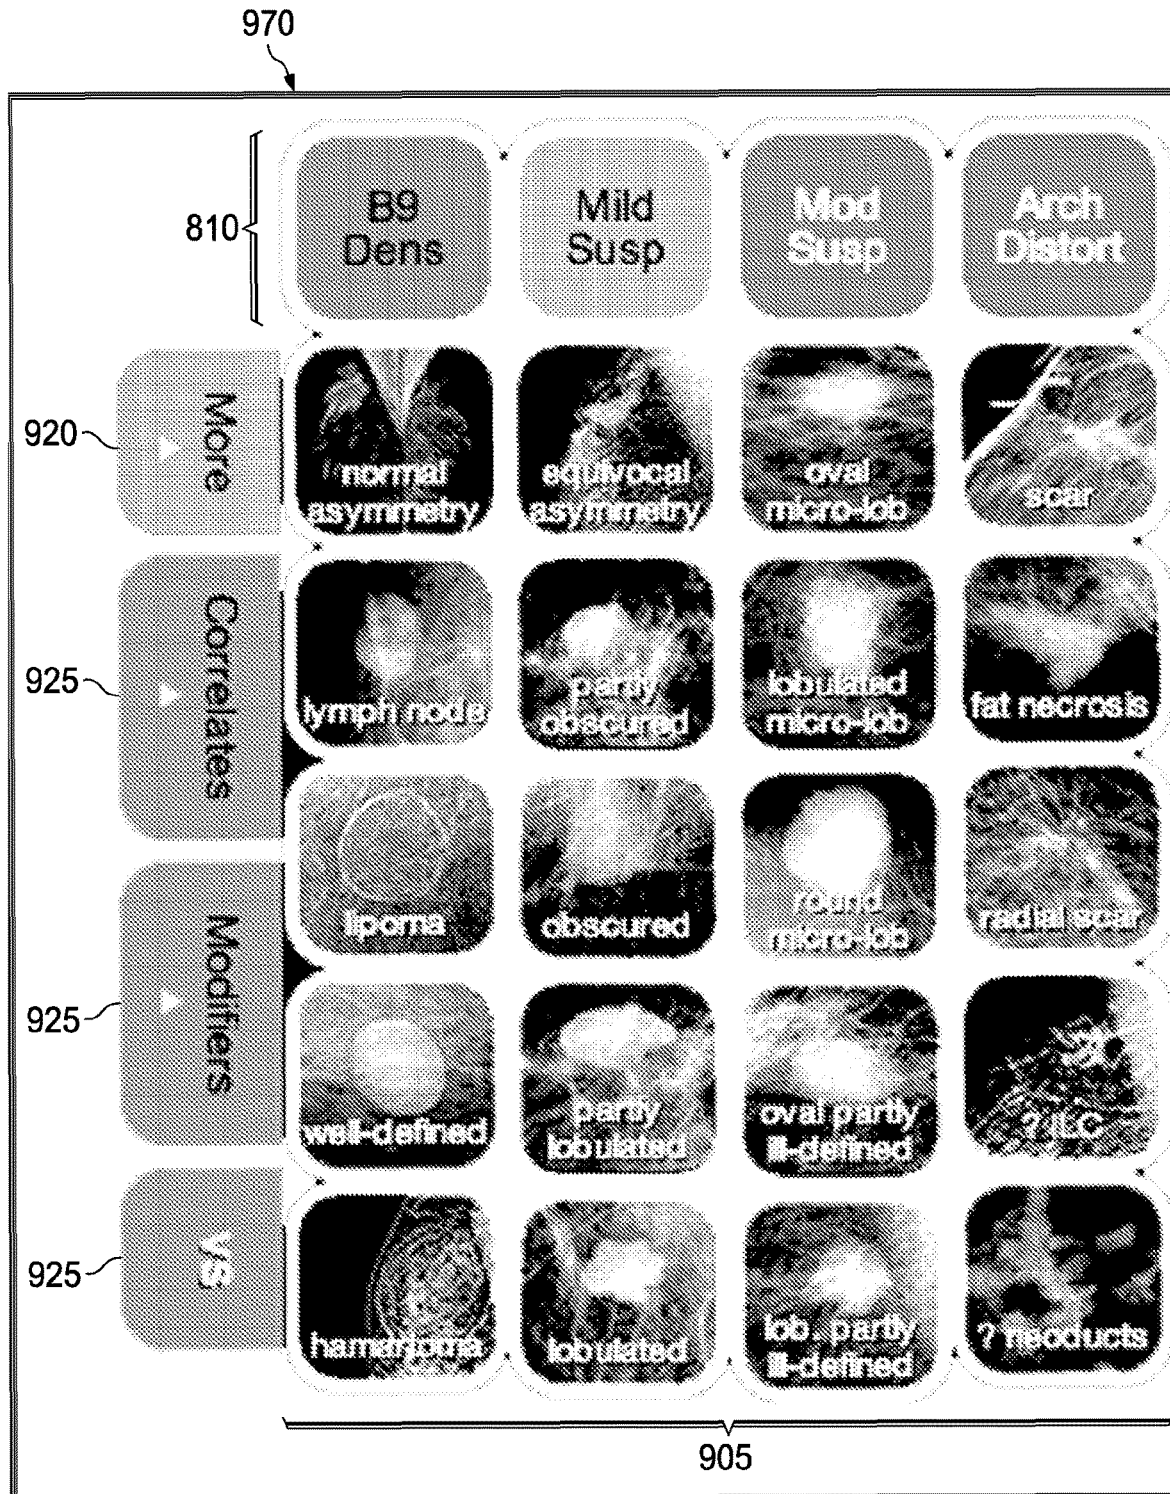 970
810
B9
Dens
Mild
Susp
Mod
Susp
Arch
Distort
920
More
normal
asymmetry
equivocal
asymmetry
oval
micro-lob
scar
925
Correlates
lymph node
partly
obscured
lobulated
micro-lob
fat necrosis
lipoma
obscured
round
micro-lob
radial scar
925
Modifiers
well-defined
partly
lobulated
oval partly
ill-defined
? ILC
925
VS
hamartoma
lobulated
lob. partly
ill-defined
? neoducts
905